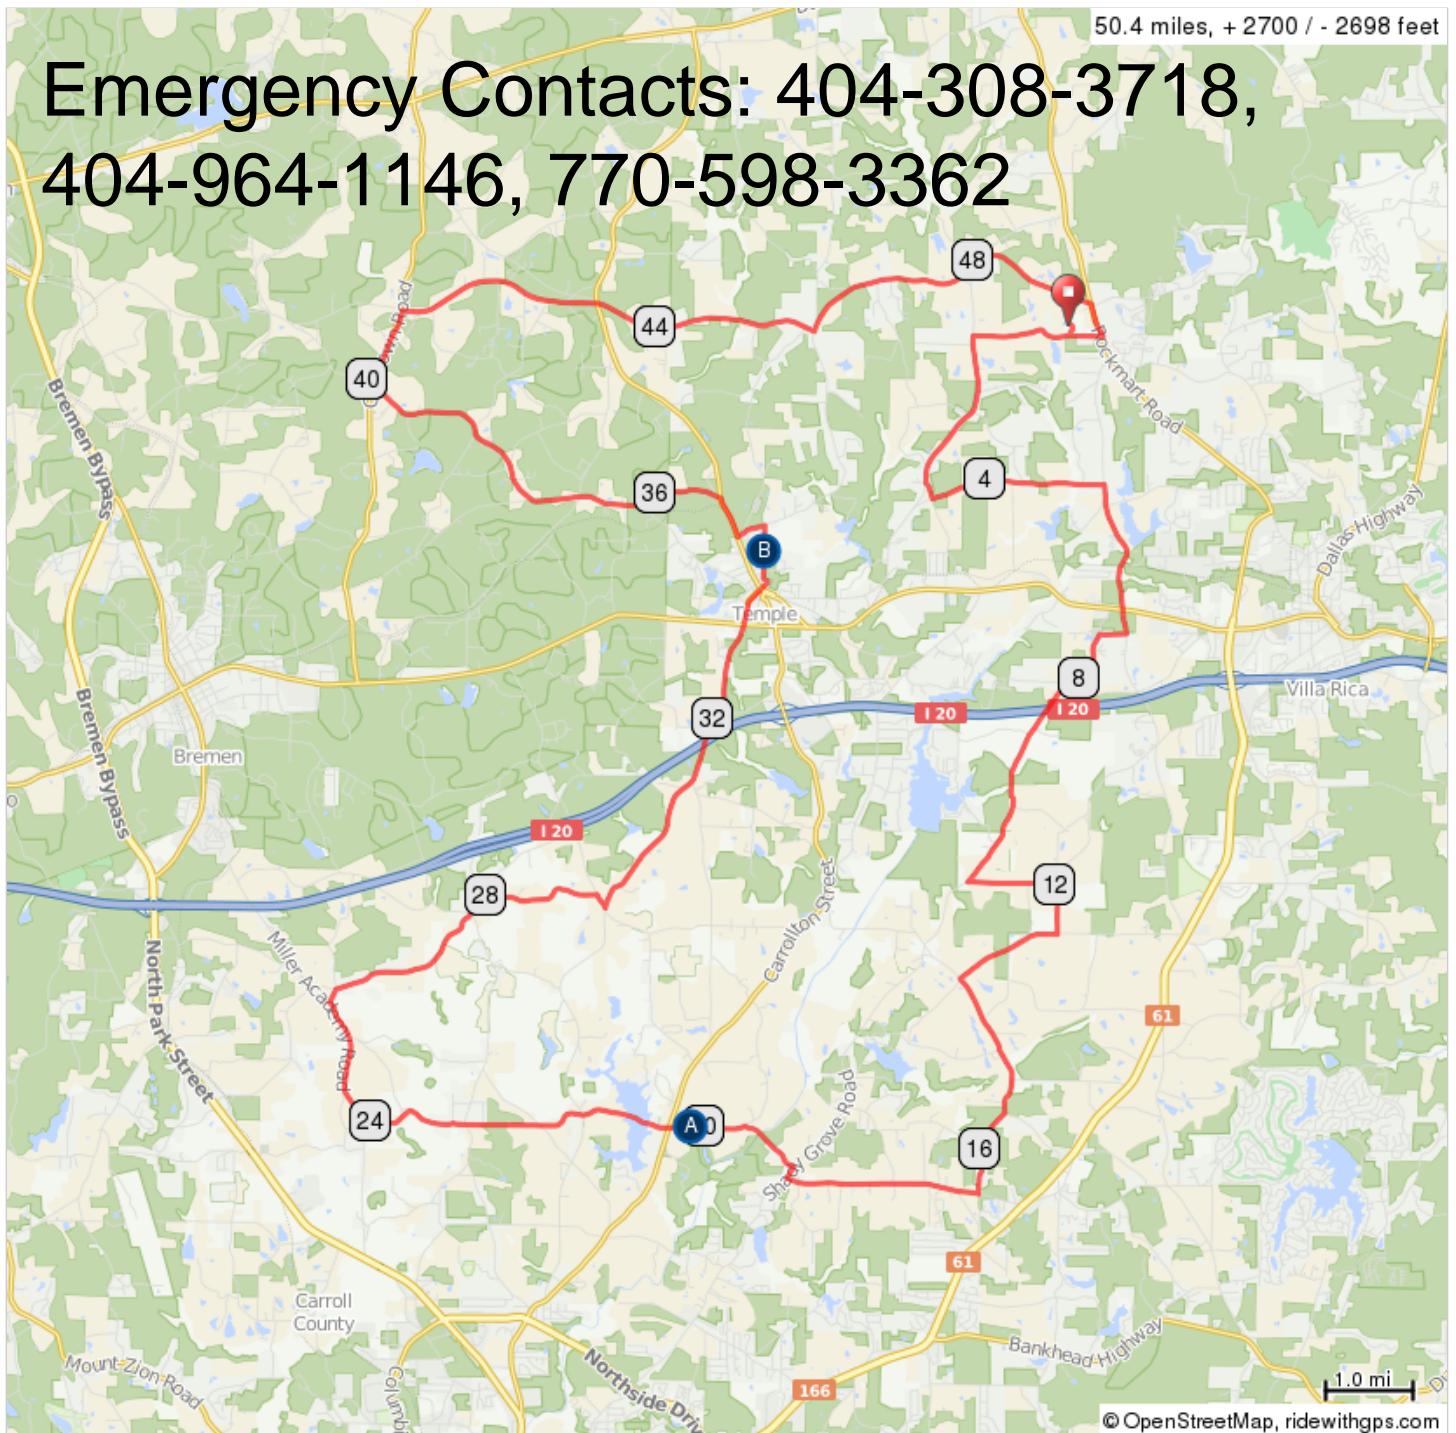 50.4 miles, + 2700 / - 2698 feet
Emergency Contacts: 404-308-3718,
404-964-1146, 770-598-3362
48
44
40
Rockmart Road
Bremen Bypass
36
4
Dallas Highway
B
Temple
8
Villa Rica
32
I 20
I 20
Bremen Bypass
Bremen
I 20
28
12
Carrollton Street
Miller Academy Road
North Park Street
61
24
A
Shady Grove Road
16
61
Carroll
County
Bankhead Highway
Mount Zion Road
Northside Driv
166
1.0 mi
© OpenStreetMap, ridewithgps.com